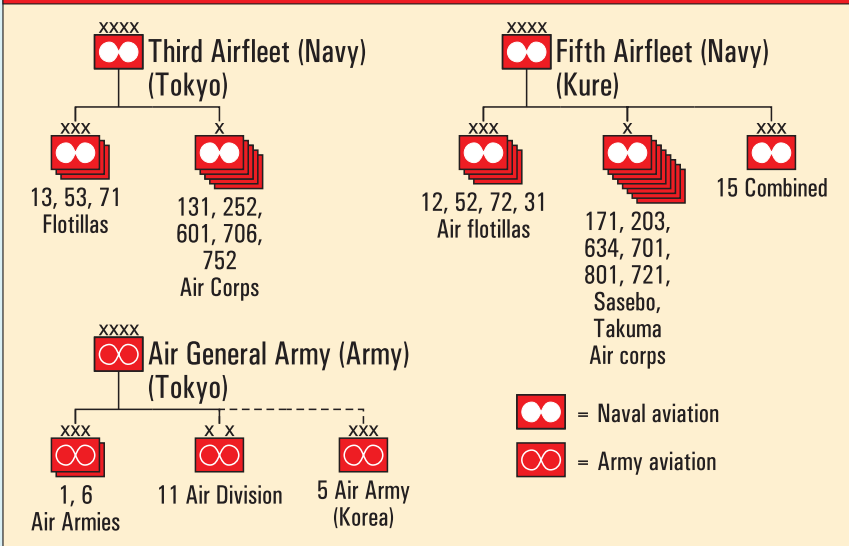 XXXX
Third Airfleet (Navy)
(Tokyo)
XXX
13, 53, 71
Flotillas
X
131, 252,
601, 706,
752
Air Corps
XXXX
Fifth Airfleet (Navy)
(Kure)
XXX
12, 52, 72, 31
Air flotillas
X
171, 203,
634, 701,
801, 721,
Sasebo,
Takuma
Air corps
XXX
15 Combined
XXXX
Air General Army (Army)
(Tokyo)
XXX
1, 6
Air Armies
X X
11 Air Division
XXX
5 Air Army
(Korea)
= Naval aviation
= Army aviation